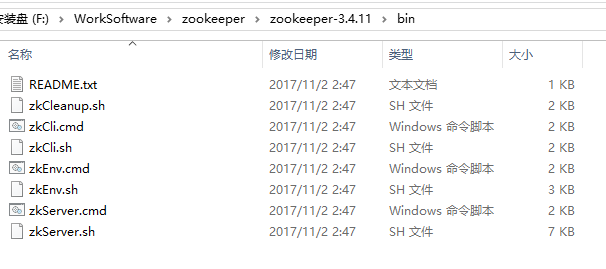 安装盘 (F:) › WorkSoftware › zookeeper › zookeeper-3.4.11 › bin
名称 修改日期 类型 大小
README.txt 2017/11/2 2:47 文本文档 1 KB
zkCleanup.sh 2017/11/2 2:47 SH 文件 2 KB
zkCli.cmd 2017/11/2 2:47 Windows 命令脚本 2 KB
zkCli.sh 2017/11/2 2:47 SH 文件 2 KB
zkEnv.cmd 2017/11/2 2:47 Windows 命令脚本 2 KB
zkEnv.sh 2017/11/2 2:47 SH 文件 3 KB
zkServer.cmd 2017/11/2 2:47 Windows 命令脚本 2 KB
zkServer.sh 2017/11/2 2:47 SH 文件 7 KB